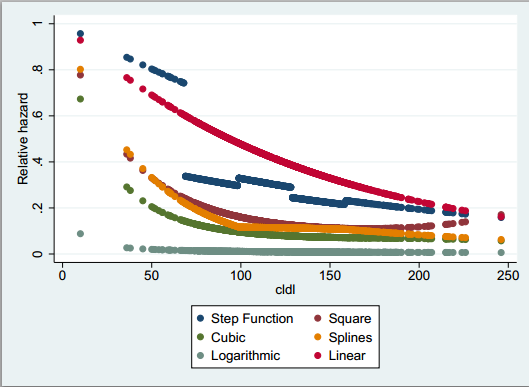 Relative hazard
1
.8
.6
.4
.2
0
0 50 100 150 200 250
cldl
Step Function Square
Cubic Splines
Logarithmic Linear